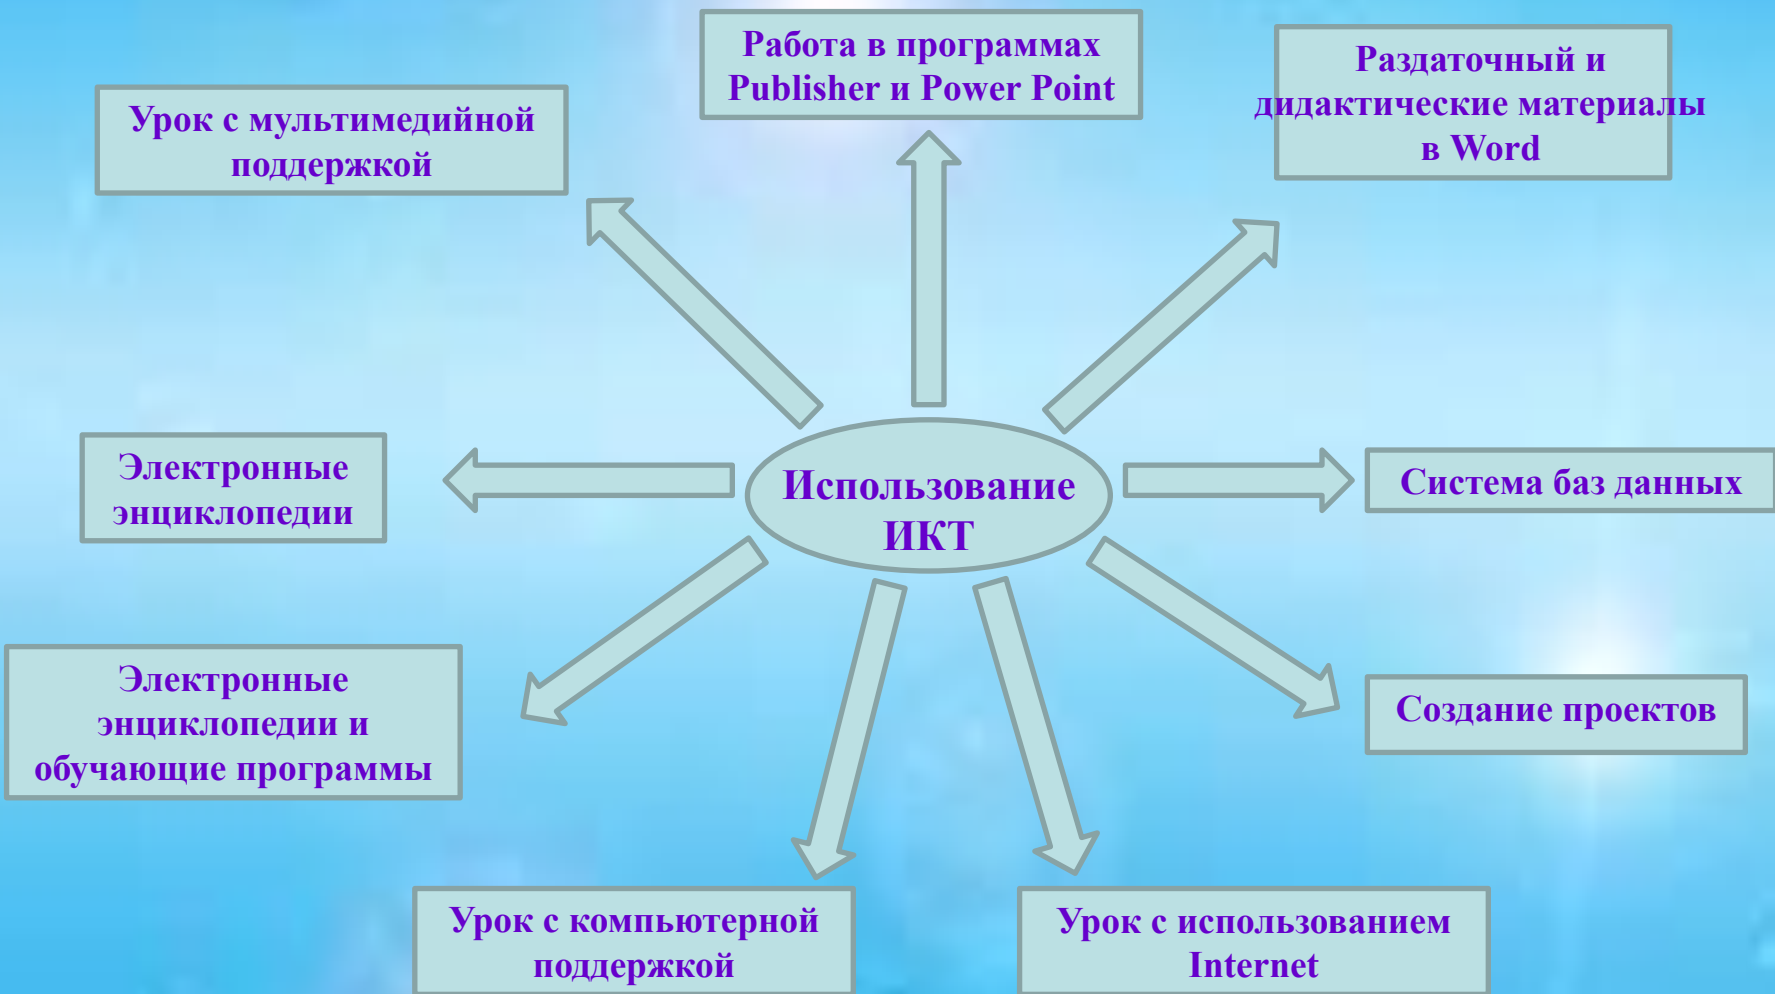 Работа в программах
Publisher и Power Point
Раздаточный и
дидактические материалы
в Word
Урок с мультимедийной
поддержкой
Электронные
энциклопедии
Использование
ИКТ
Система баз данных
Электронные
энциклопедии и
обучающие программы
Создание проектов
Урок с компьютерной
поддержкой
Урок с использованием
Internet